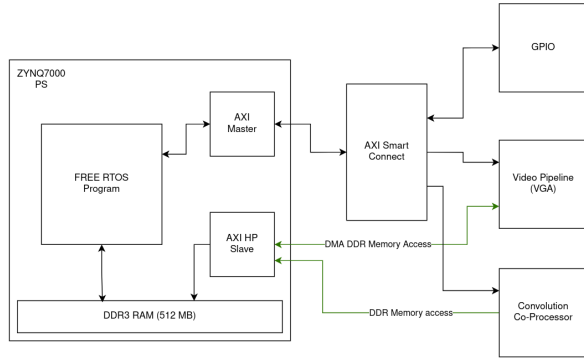 GPIO
ZYNQ7000
PS
AXI
Master
AXI Smart
Connect
FREE RTOS
Program
Video Pipeline
(VGA)
AXI HP
Slave
DMA DDR Memory Access
DDR3 RAM (512 MB)
DDR Memory access
Convolution
Co-Processor